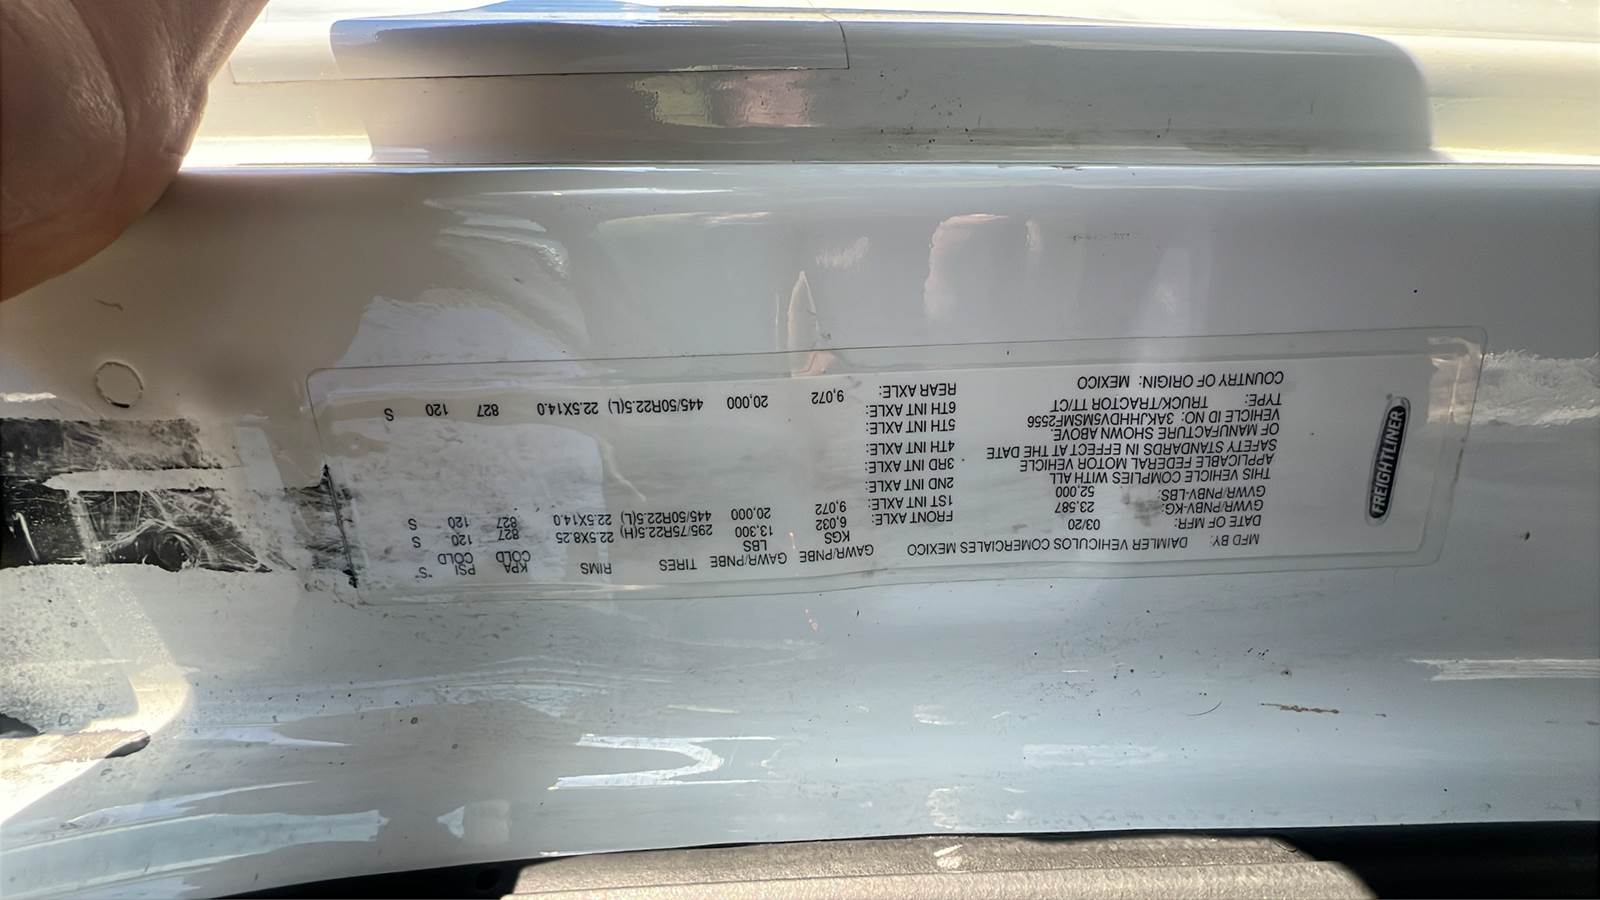 FREIGHTLINER
MFD BY: DAIMLER VEHICULOS COMERCIALES MEXICO
DATE OF MFR: 03/20
GVWR/PNBV-KG: 23,587
GVWR/PNBV-LBS: 52,000
THIS VEHICLE COMPLIES WITH ALL
APPLICABLE FEDERAL MOTOR VEHICLE
SAFETY STANDARDS IN EFFECT AT THE DATE
OF MANUFACTURE SHOWN ABOVE.
VEHICLE ID NO: 3AKJHHDV5MSMF2556
TYPE: TRUCK/TRACTOR TT/CT
COUNTRY OF ORIGIN: MEXICO
GAWR/PNBE KGS GAWR/PNBE LBS TIRES RIMS KPA COLD PSI COLD "S"
FRONT AXLE: 6,032 13,300 295/75R22.5(H) 22.5X8.25 827 120 S
1ST INT AXLE: 9,072 20,000 445/50R22.5(L) 22.5X14.0 827 120 S
2ND INT AXLE:
3RD INT AXLE:
4TH INT AXLE:
5TH INT AXLE:
6TH INT AXLE:
REAR AXLE: 9,072 20,000 445/50R22.5(L) 22.5X14.0 827 120 S